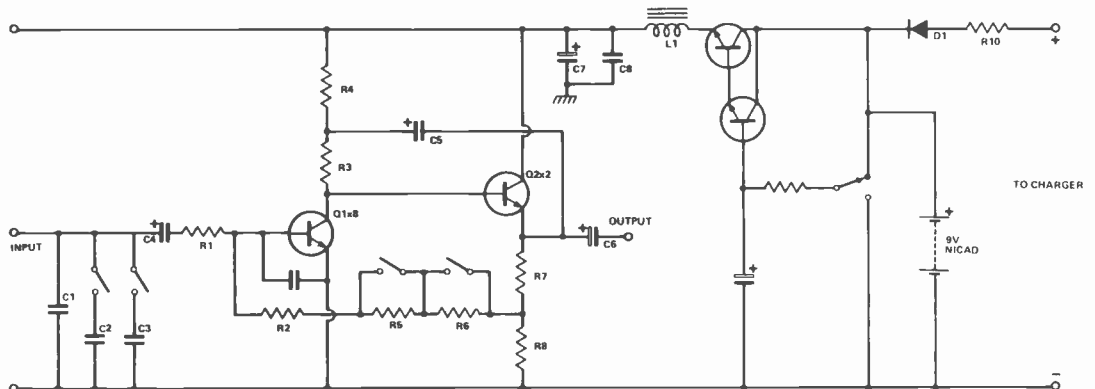 L1
D1
R10
+
+
C7
C8
R4
+
C5
R3
Q2x2
Q1x8
TO CHARGER
INPUT
+
C4
R1
OUTPUT
+
C6
+
9V
NICAD
R7
+
C1
C2
C3
R2
R5
R6
R8
–